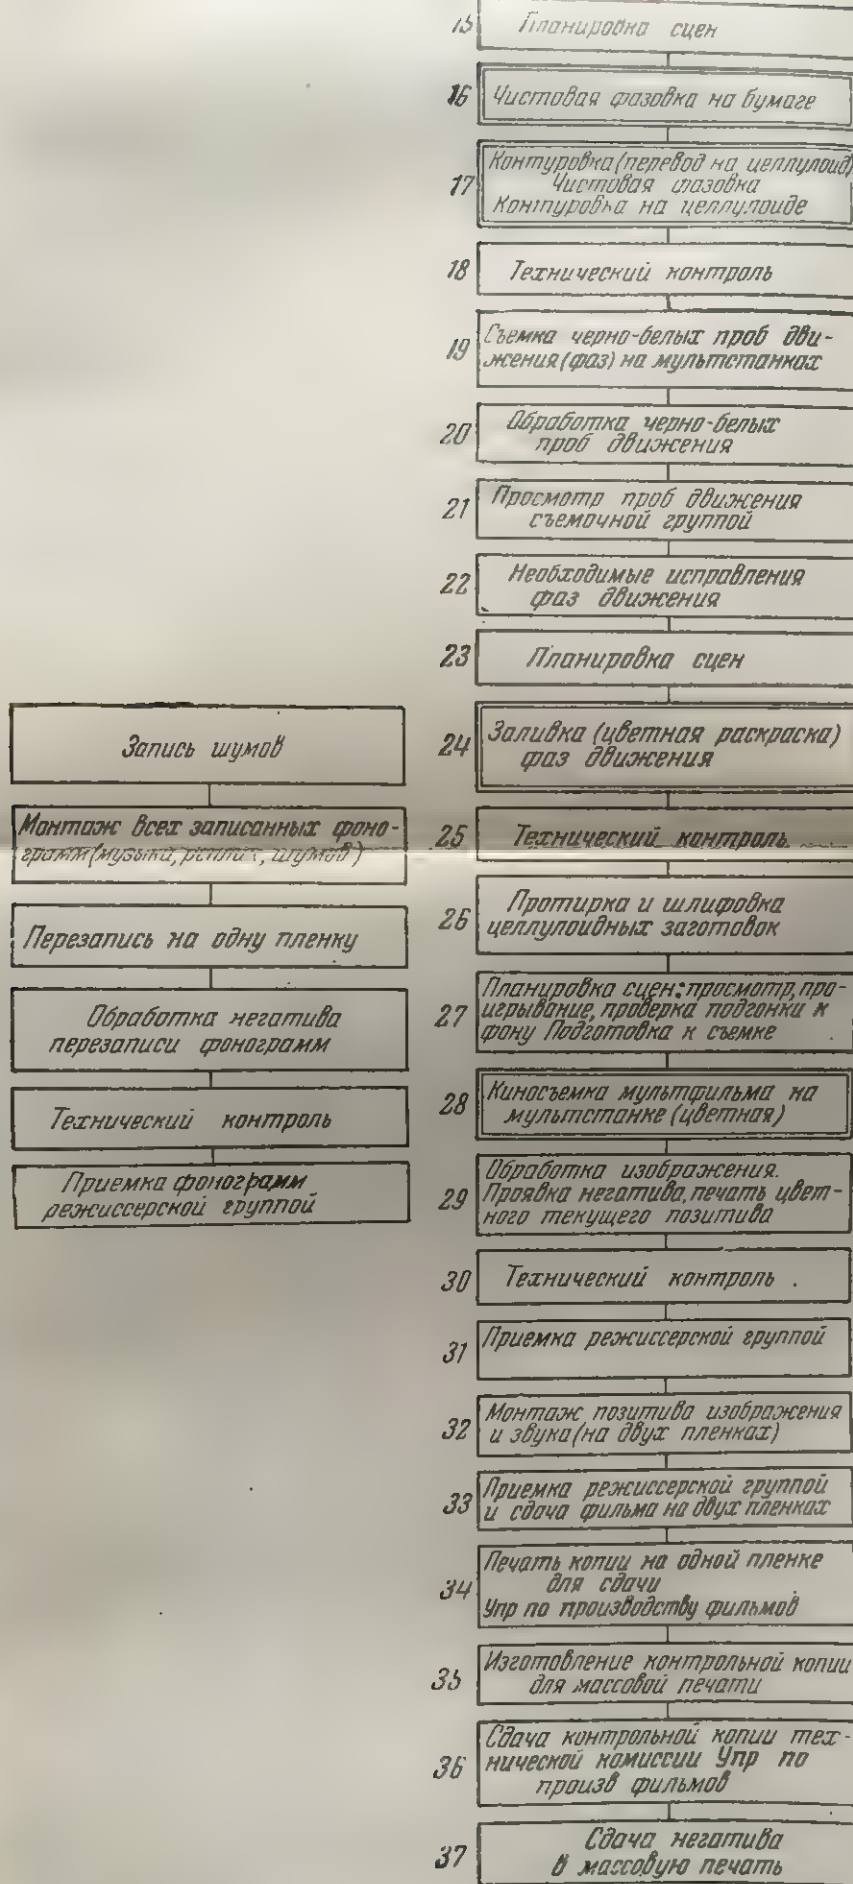 15 Планировка сцен
16 Чистовая фазовка на бумаге
17 Контуровка (перевод на целлулоид)
Чистовая фазовка
Контуровка на целлулоиде
18 Технический контроль
19 Съемка черно-белых проб дви-
жения (фаз) на мультстанках
20 Обработка черно-белых
проб движения
21 Просмотр проб движения
съемочной группой
22 Необходимые исправления
фаз движения
23 Планировка сцен
24 Заливка (цветная раскраска)
фаз движения
25 Технический контроль
26 Протирка и шлифовка
целлулоидных заготовок
27 Планировка сцен: просмотр, про-
игрывание, проверка подгонки к
фону Подготовка к съемке
28 Киносъемка мультфильма на
мультстанке (цветная)
29 Обработка изображения.
Проявка негатива, печать цвет-
ного текущего позитива
30 Технический контроль .
31 Приемка режиссерской группой
32 Монтаж позитива изображения
и звука (на двух пленках)
33 Приемка режиссерской группой
и сдача фильма на двух пленках
34 Печать копии на одной пленке
для сдачи
Упр по производству фильмов
35 Изготовление контрольной копии
для массовой печати
36 Сдача контрольной копии тех-
нической комиссии Упр по
произв фильмов
37 Сдача негатива
в массовую печать
Запись шумов
Монтаж всех записанных фоно-
грамм (музыка, реплик, шумов)
Перезапись на одну пленку
Обработка негатива
перезаписи фонограмм
Технический контроль
Приемка фонограмм
режиссерской группой